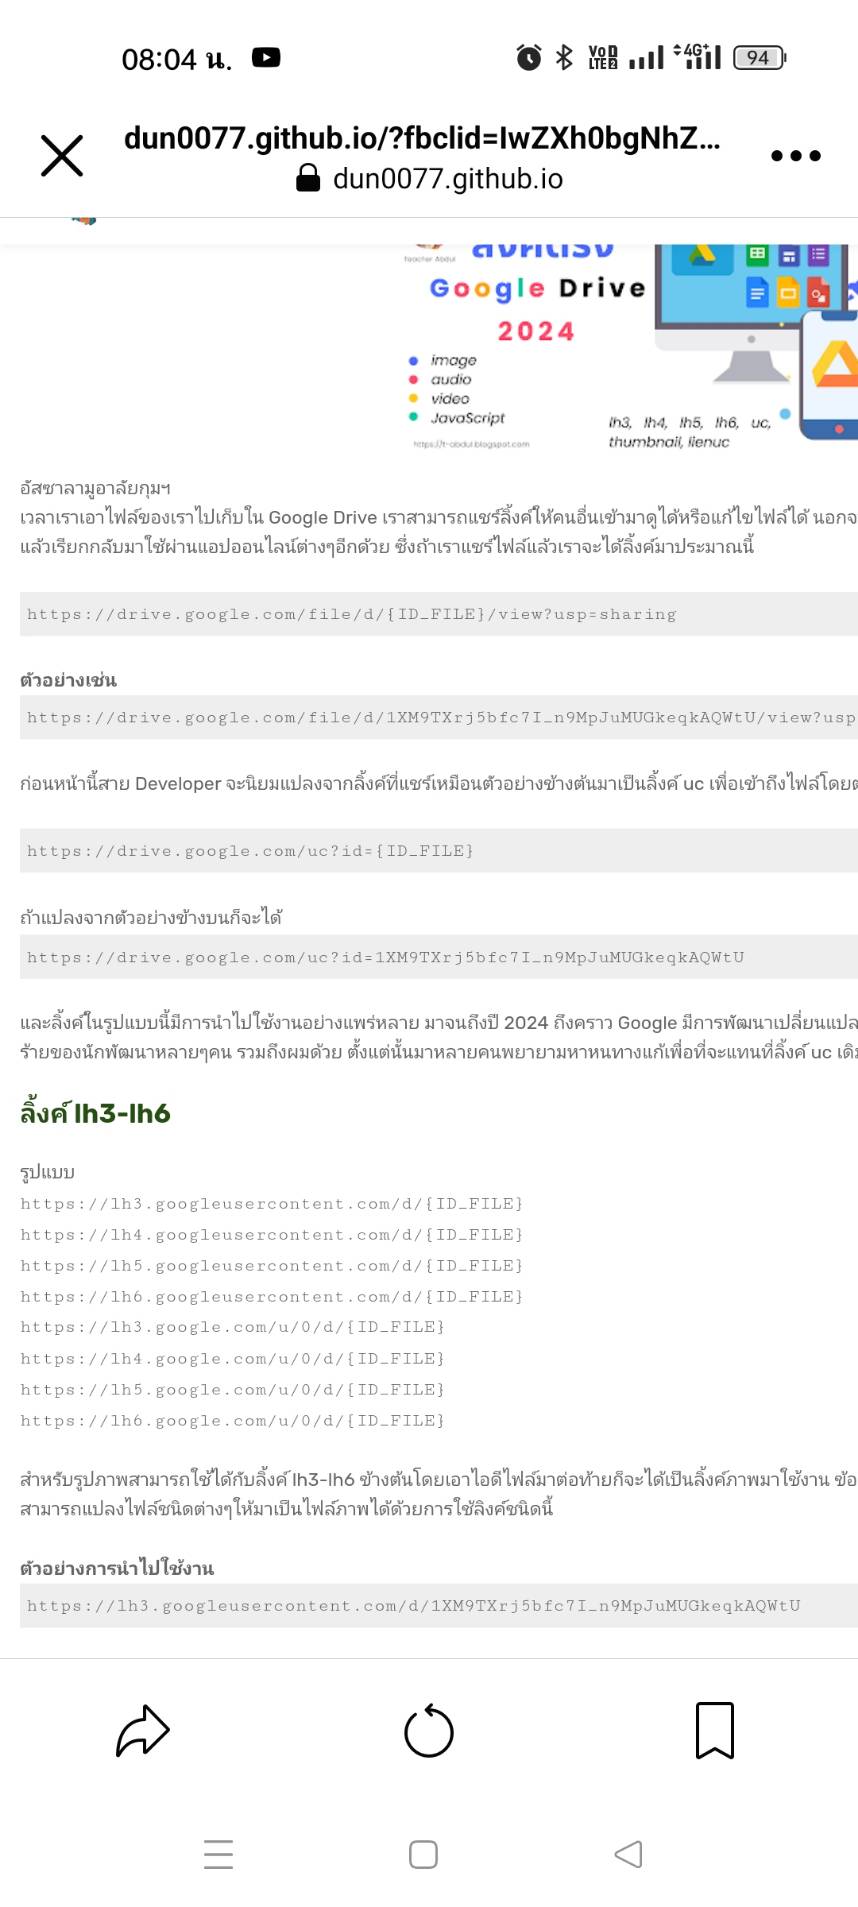 08:04 น.
VoD LTE2 4G+ 94
dun0077.github.io/?fbclid=IwZXh0bgNhZ...
dun0077.github.io
Teacher Abdul
Google Drive
2024
image
audio
video
JavaScript
https://t-abdul.blogspot.com
lh3, lh4, lh5, lh6, uc,
thumbnail, lienuc
อัสซาลามูอาลัยกุมฯ
เวลาเราเอาไฟล์ของเราไปเก็บใน Google Drive เราสามารถแชร์ลิ้งค์ให้คนอื่นเข้ามาดูได้หรือแก้ไขไฟล์ได้ นอกจ
แล้วเรียกกลับมาใช้ผ่านแอปออนไลน์ต่างๆอีกด้วย ซึ่งถ้าเราแชร์ไฟล์แล้วเราจะได้ลิ้งค์มาประมาณนี้
https://drive.google.com/file/d/{ID_FILE}/view?usp=sharing
ตัวอย่างเช่น
https://drive.google.com/file/d/1XM9TXrj5bfc7I_n9MpJuMUGkeqkAQWtU/view?usp
ก่อนหน้านี้สาย Developer จะนิยมแปลงจากลิ้งค์ที่แชร์เหมือนตัวอย่างข้างต้นมาเป็นลิ้งค์ uc เพื่อเข้าถึงไฟล์โดยต
https://drive.google.com/uc?id={ID_FILE}
ถ้าแปลงจากตัวอย่างข้างบนก็จะได้
https://drive.google.com/uc?id=1XM9TXrj5bfc7I_n9MpJuMUGkeqkAQWtU
และลิ้งค์ในรูปแบบนี้มีการนำไปใช้งานอย่างแพร่หลาย มาจนถึงปี 2024 ถึงคราว Google มีการพัฒนาเปลี่ยนแปล
ร้ายของนักพัฒนาหลายๆคน รวมถึงผมด้วย ตั้งแต่นั้นมาหลายคนพยายามหาหนทางแก้เพื่อที่จะแทนที่ลิ้งค์ uc เดิ
ลิ้งค์ lh3-lh6
รูปแบบ
https://lh3.googleusercontent.com/d/{ID_FILE}
https://lh4.googleusercontent.com/d/{ID_FILE}
https://lh5.googleusercontent.com/d/{ID_FILE}
https://lh6.googleusercontent.com/d/{ID_FILE}
https://lh3.google.com/u/0/d/{ID_FILE}
https://lh4.google.com/u/0/d/{ID_FILE}
https://lh5.google.com/u/0/d/{ID_FILE}
https://lh6.google.com/u/0/d/{ID_FILE}
สำหรับรูปภาพสามารถใช้ได้กับลิ้งค์ lh3-lh6 ข้างต้นโดยเอาไอดีไฟล์มาต่อท้ายก็จะได้เป็นลิ้งค์ภาพมาใช้งาน ข้อ
สามารถแปลงไฟล์ชนิดต่างๆให้มาเป็นไฟล์ภาพได้ด้วยการใช้ลิงค์ชนิดนี้
ตัวอย่างการนำไปใช้งาน
https://lh3.googleusercontent.com/d/1XM9TXrj5bfc7I_n9MpJuMUGkeqkAQWtU